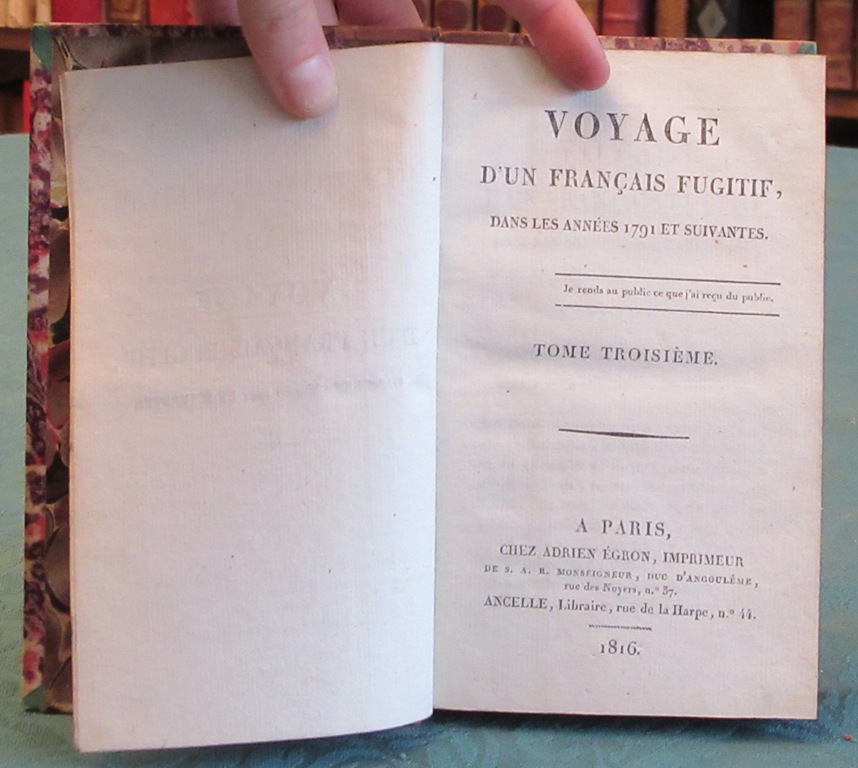 VOYAGE
D'UN FRANÇAIS FUGITIF,
DANS LES ANNÉES 1791 ET SUIVANTES.
Je rends au public ce que j'ai reçu du public.
TOME TROISIÈME.
A PARIS,
CHEZ ADRIEN ÉGRON, IMPRIMEUR
DE S. A. R. MONSEIGNEUR, DUC D'ANGOULÊME,
rue des Noyers, n.° 37.
ANCELLE, Libraire, rue de la Harpe, n.° 44.
1816.